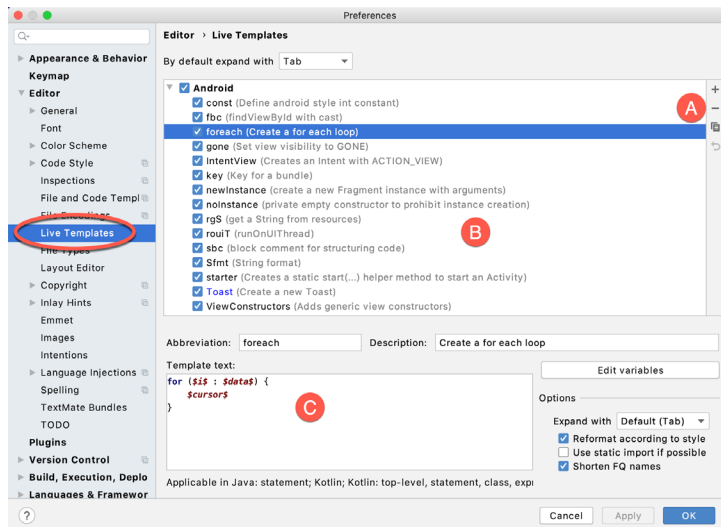 Preferences
Appearance & Behavior
Keymap
Editor
General
Font
Color Scheme
Code Style
Inspections
File and Code Templ
File Encodings
Live Templates
File Types
Layout Editor
Copyright
Inlay Hints
Emmet
Images
Intentions
Language Injections
Spelling
TextMate Bundles
TODO
Plugins
Version Control
Build, Execution, Deplo
Languages & Framewor
?
Editor › Live Templates
By default expand with Tab
Android
const (Define android style int constant)
fbc (findViewById with cast)
foreach (Create a for each loop)
gone (Set view visibility to GONE)
IntentView (Creates an Intent with ACTION_VIEW)
key (Key for a bundle)
newInstance (create a new Fragment instance with arguments)
noInstance (private empty constructor to prohibit instance creation)
rgS (get a String from resources)
rouiT (runOnUIThread)
sbc (block comment for structuring code)
Sfmt (String format)
starter (Creates a static start(...) helper method to start an Activity)
Toast (Create a new Toast)
ViewConstructors (Adds generic view constructors)
A
B
Abbreviation: foreach Description: Create a for each loop
Template text:
for ($i$ : $data$) {
$cursor$
}
C
Edit variables
Options
Expand with Default (Tab)
Reformat according to style
Use static import if possible
Shorten FQ names
Applicable in Java: statement; Kotlin; Kotlin: top-level, statement, class, expr
Cancel Apply OK